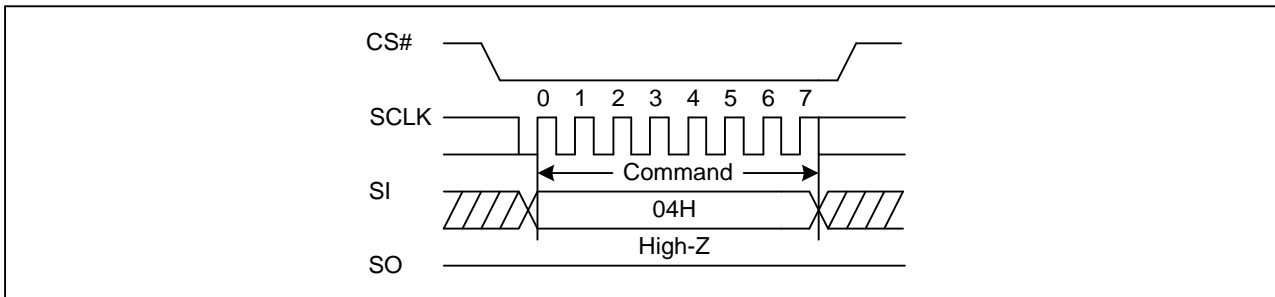 CS#
0 1 2 3 4 5 6 7
SCLK
Command
SI
04H
High-Z
SO